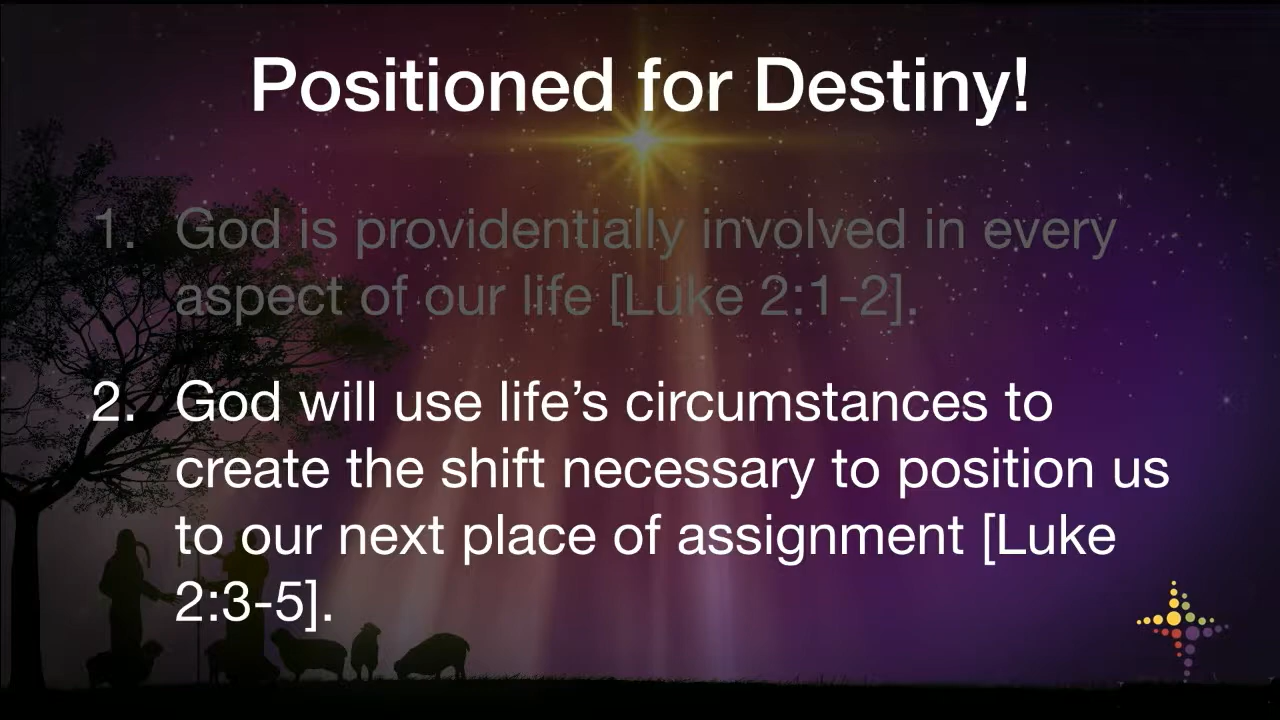 Positioned for Destiny!
1. God is providentially involved in every
aspect of our life [Luke 2:1-2].
2. God will use life’s circumstances to
create the shift necessary to position us
to our next place of assignment [Luke
2:3-5].